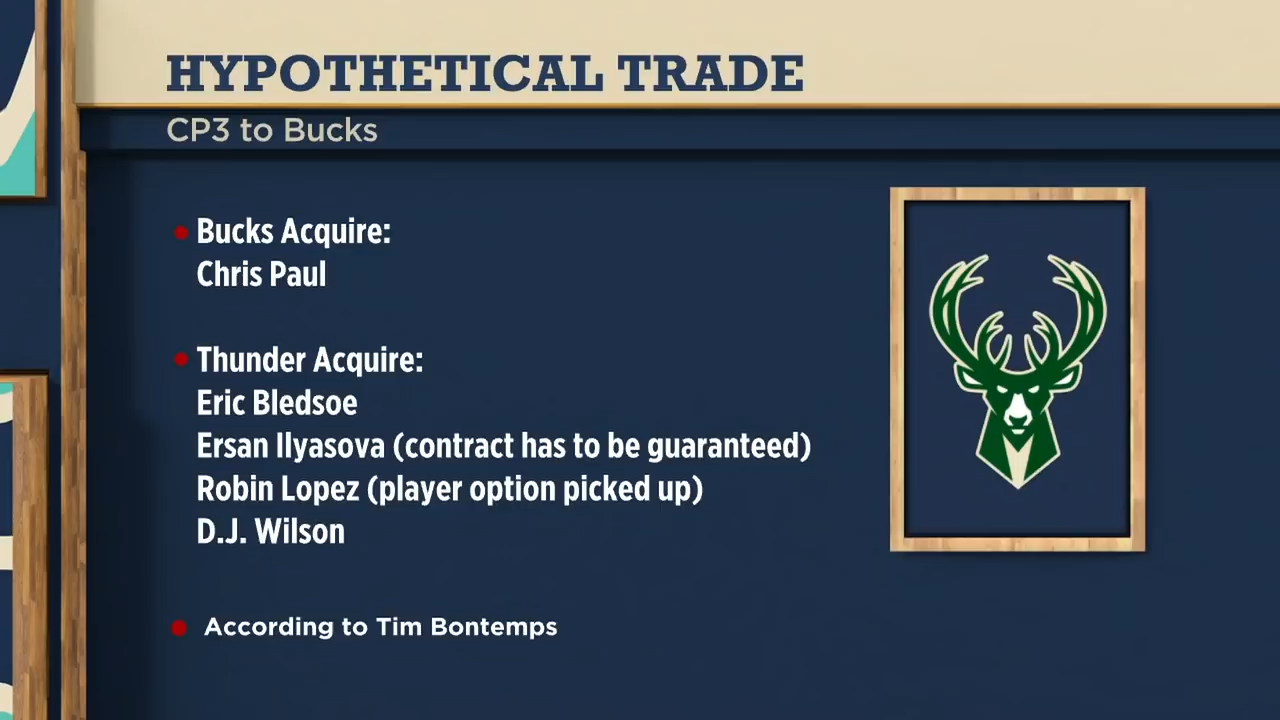 HYPOTHETICAL TRADE
CP3 to Bucks
Bucks Acquire:
Chris Paul
Thunder Acquire:
Eric Bledsoe
Ersan Ilyasova (contract has to be guaranteed)
Robin Lopez (player option picked up)
D.J. Wilson
According to Tim Bontemps